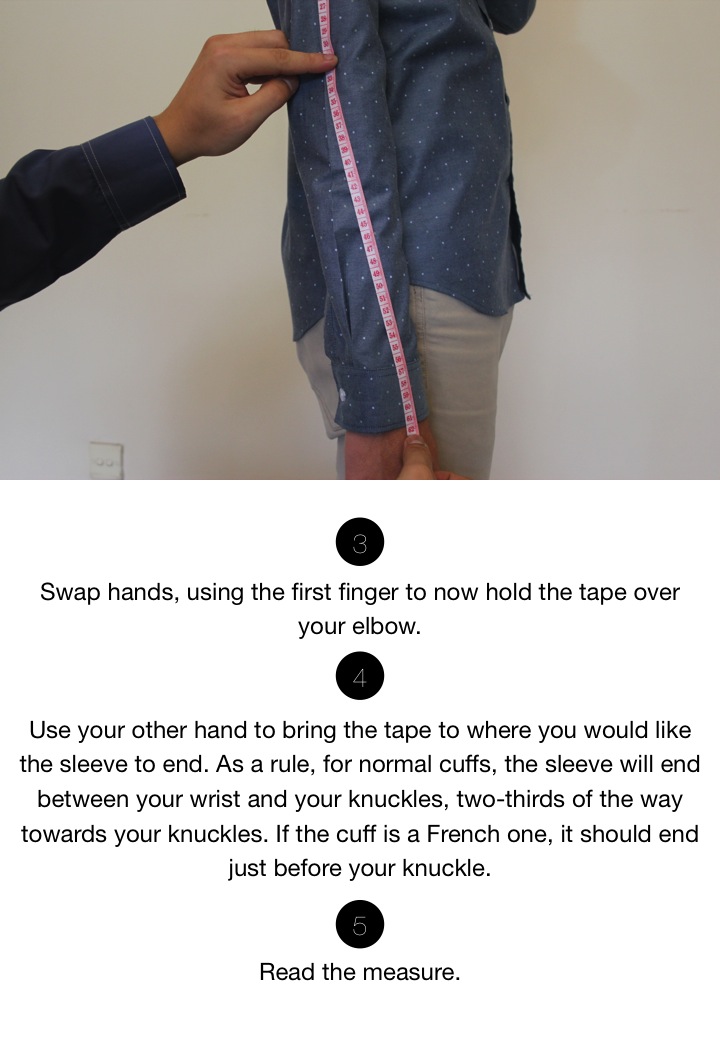 3
Swap hands, using the first finger to now hold the tape over
your elbow.
4
Use your other hand to bring the tape to where you would like
the sleeve to end. As a rule, for normal cuffs, the sleeve will end
between your wrist and your knuckles, two-thirds of the way
towards your knuckles. If the cuff is a French one, it should end
just before your knuckle.
5
Read the measure.